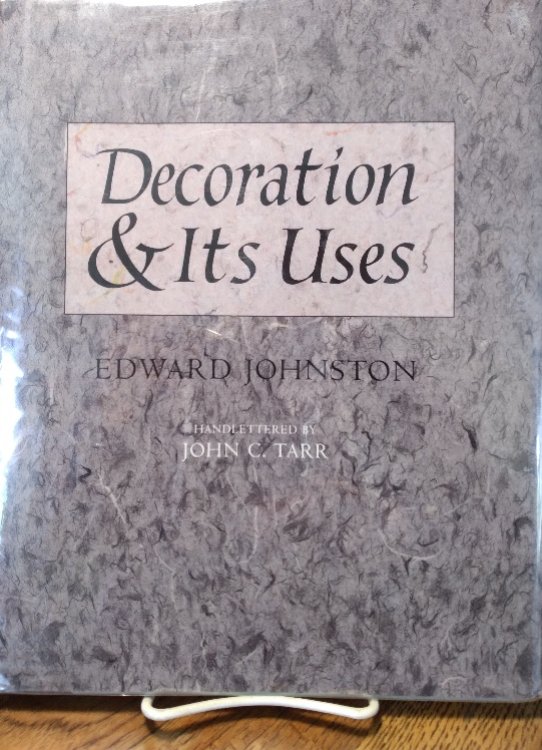 Decoration
& Its Uses
EDWARD JOHNSTON
HANDLETTERED BY
JOHN C. TARR